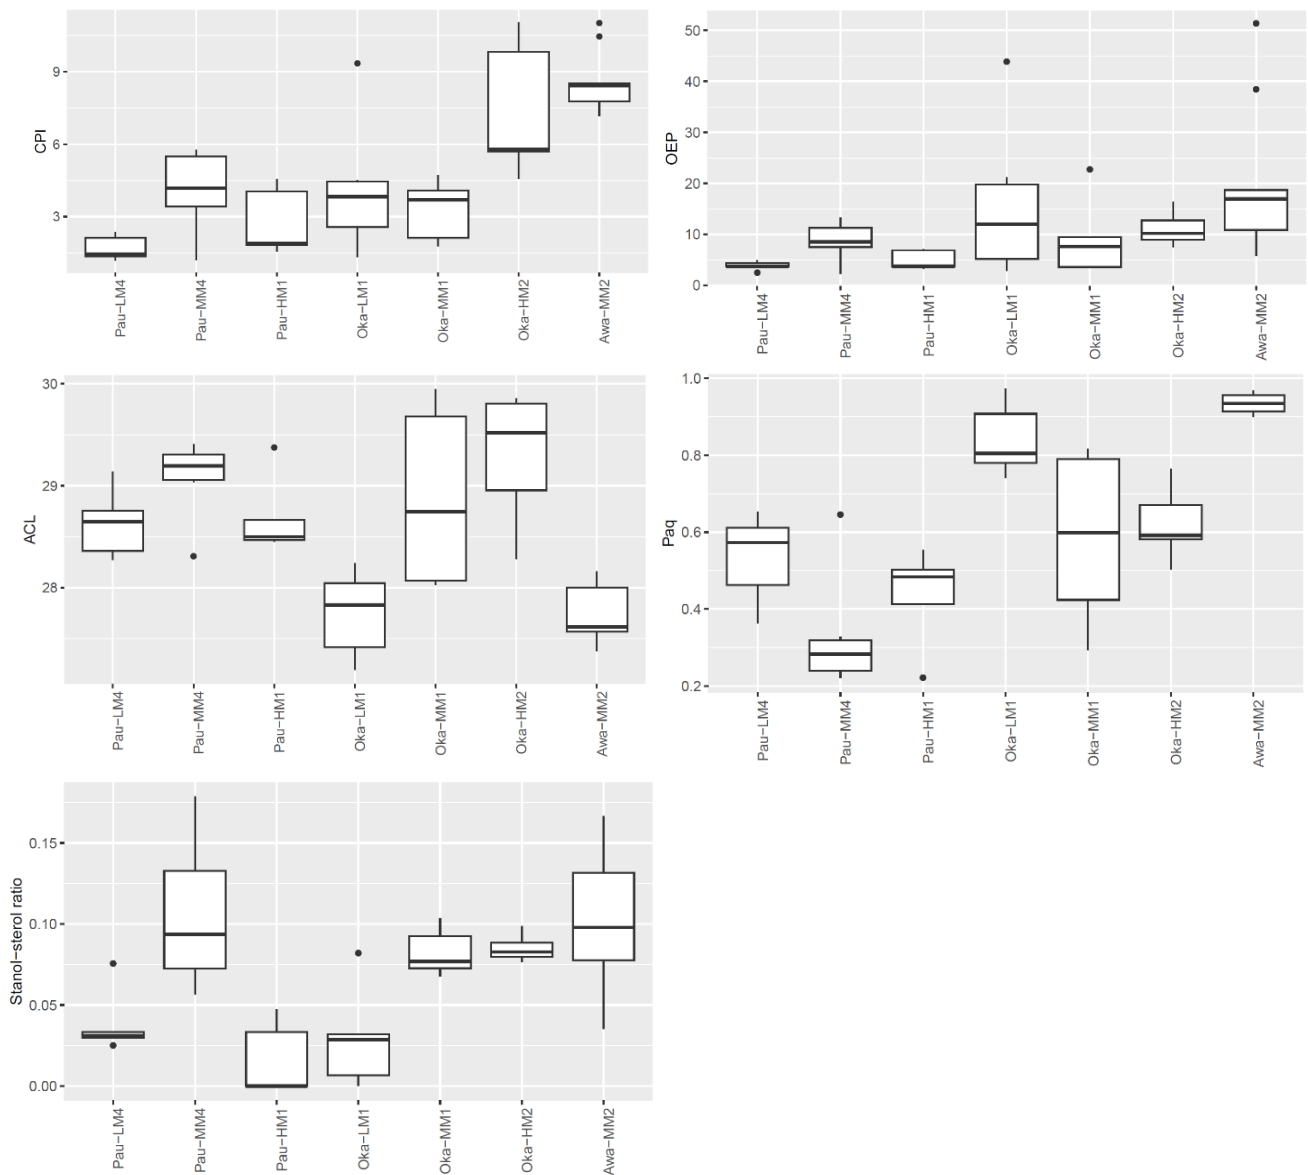 CPI
9
6
3
Pau-LM4
Pau-MM4
Pau-HM1
Oka-LM1
Oka-MM1
Oka-HM2
Awa-MM2
OEP
50
40
30
20
10
0
Pau-LM4
Pau-MM4
Pau-HM1
Oka-LM1
Oka-MM1
Oka-HM2
Awa-MM2
ACL
30
29
28
Pau-LM4
Pau-MM4
Pau-HM1
Oka-LM1
Oka-MM1
Oka-HM2
Awa-MM2
Paq
1.0
0.8
0.6
0.4
0.2
Pau-LM4
Pau-MM4
Pau-HM1
Oka-LM1
Oka-MM1
Oka-HM2
Awa-MM2
Stanol-sterol ratio
0.15
0.10
0.05
0.00
Pau-LM4
Pau-MM4
Pau-HM1
Oka-LM1
Oka-MM1
Oka-HM2
Awa-MM2